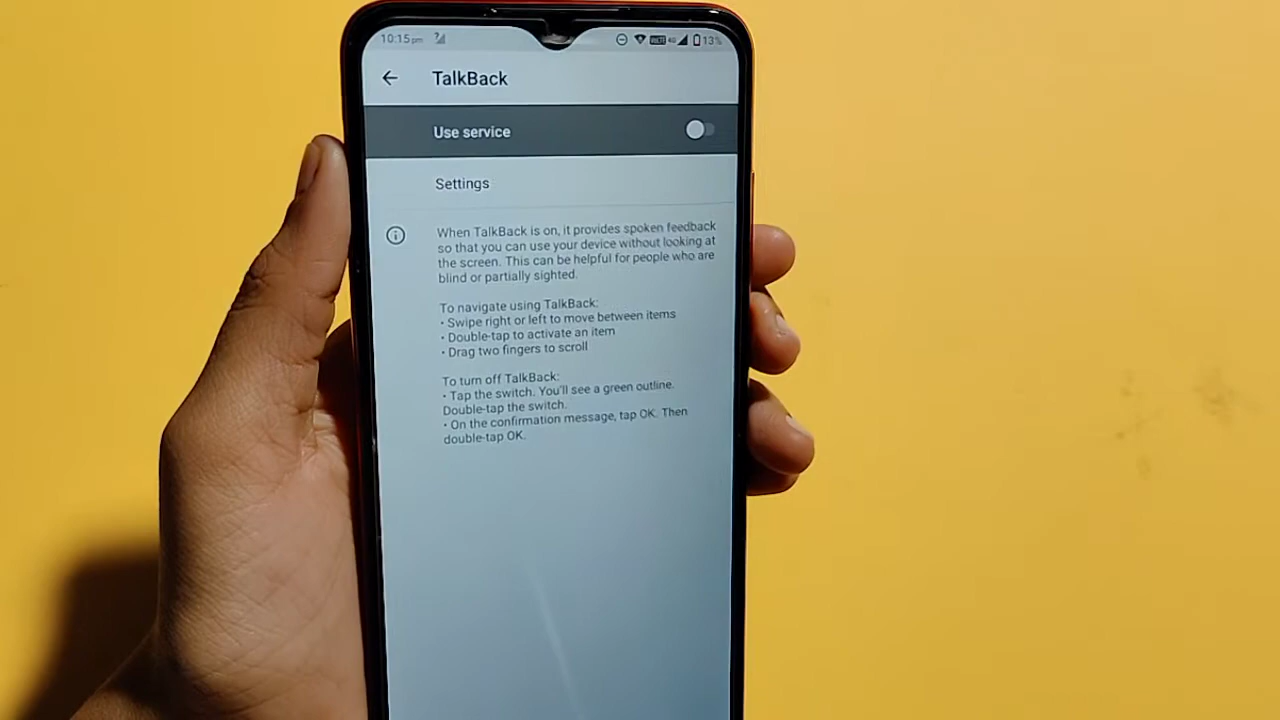 10:15 pm ? 4G 13%
TalkBack
Use service
Settings
When TalkBack is on, it provides spoken feedback
so that you can use your device without looking at
the screen. This can be helpful for people who are
blind or partially sighted.
To navigate using TalkBack:
• Swipe right or left to move between items
• Double-tap to activate an item
• Drag two fingers to scroll
To turn off TalkBack:
• Tap the switch. You'll see a green outline.
Double-tap the switch.
• On the confirmation message, tap OK. Then
double-tap OK.